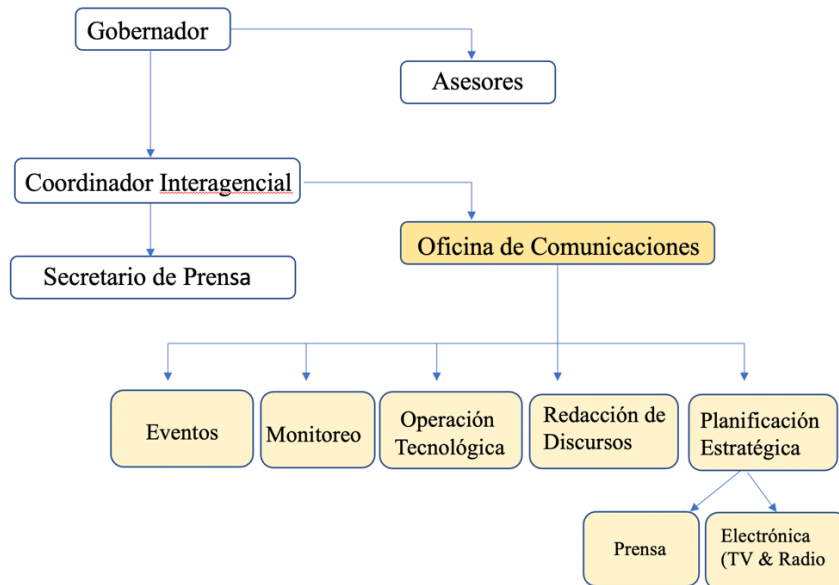 Gobernador
Asesores
Coordinador Interagencial
Oficina de Comunicaciones
Secretario de Prensa
Eventos
Monitoreo
Operación
Tecnológica
Redacción de
Discursos
Planificación
Estratégica
Prensa
Electrónica
(TV & Radio